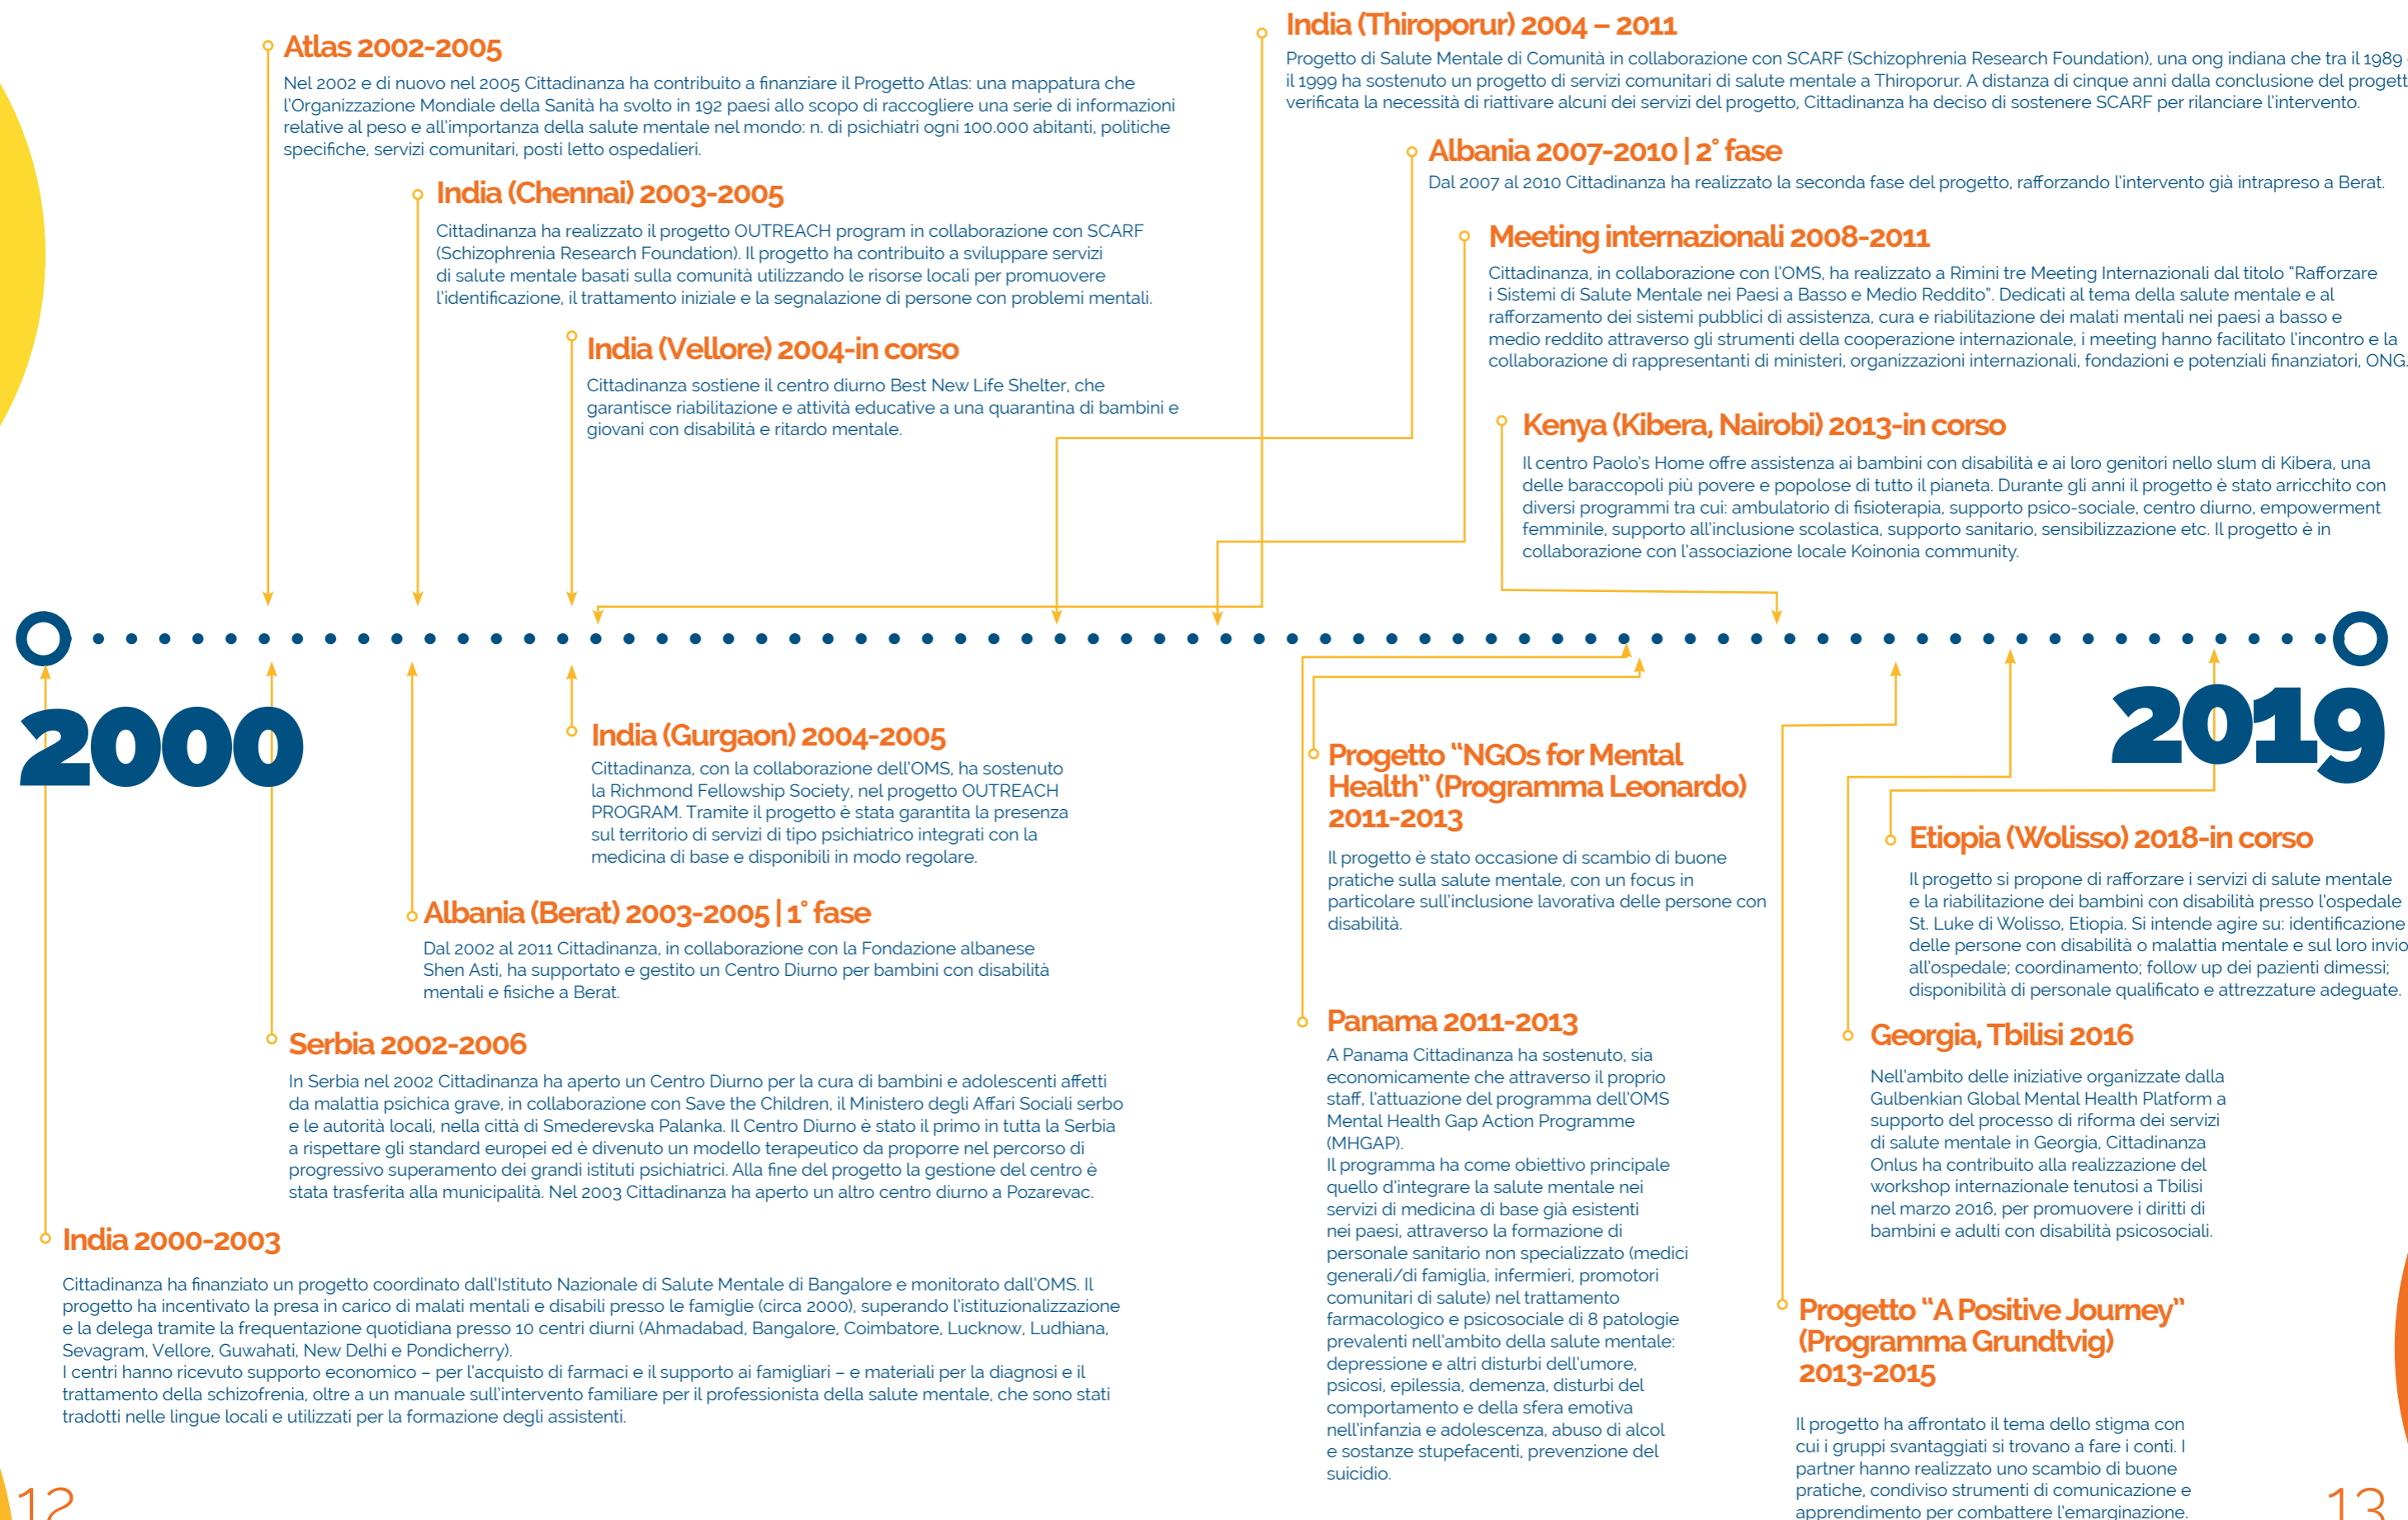 Atlas 2002-2005
Nel 2002 e di nuovo nel 2005 Cittadinanza ha contribuito a finanziare il Progetto Atlas: una mappatura che
l'Organizzazione Mondiale della Sanità ha svolto in 192 paesi allo scopo di raccogliere una serie di informazioni
relative al peso e all'importanza della salute mentale nel mondo: n. di psichiatri ogni 100.000 abitanti, politiche
specifiche, servizi comunitari, posti letto ospedalieri.
India (Chennai) 2003-2005
Cittadinanza ha realizzato il progetto OUTREACH program in collaborazione con SCARF
(Schizophrenia Research Foundation). Il progetto ha contribuito a sviluppare servizi
di salute mentale basati sulla comunità utilizzando le risorse locali per promuovere
l'identificazione, il trattamento iniziale e la segnalazione di persone con problemi mentali.
India (Vellore) 2004-in corso
Cittadinanza sostiene il centro diurno Best New Life Shelter, che
garantisce riabilitazione e attività educative a una quarantina di bambini e
giovani con disabilità e ritardo mentale.
India (Thiroporur) 2004 – 2011
Progetto di Salute Mentale di Comunità in collaborazione con SCARF (Schizophrenia Research Foundation), una ong indiana che tra il 1989
il 1999 ha sostenuto un progetto di servizi comunitari di salute mentale a Thiroporur. A distanza di cinque anni dalla conclusione del progett
verificata la necessità di riattivare alcuni dei servizi del progetto, Cittadinanza ha deciso di sostenere SCARF per rilanciare l'intervento.
Albania 2007-2010 | 2° fase
Dal 2007 al 2010 Cittadinanza ha realizzato la seconda fase del progetto, rafforzando l'intervento già intrapreso a Berat.
Meeting internazionali 2008-2011
Cittadinanza, in collaborazione con l'OMS, ha realizzato a Rimini tre Meeting Internazionali dal titolo "Rafforzare
i Sistemi di Salute Mentale nei Paesi a Basso e Medio Reddito". Dedicati al tema della salute mentale e al
rafforzamento dei sistemi pubblici di assistenza, cura e riabilitazione dei malati mentali nei paesi a basso e
medio reddito attraverso gli strumenti della cooperazione internazionale, i meeting hanno facilitato l'incontro e la
collaborazione di rappresentanti di ministeri, organizzazioni internazionali, fondazioni e potenziali finanziatori, ONG.
Kenya (Kibera, Nairobi) 2013-in corso
Il centro Paolo's Home offre assistenza ai bambini con disabilità e ai loro genitori nello slum di Kibera, una
delle baraccopoli più povere e popolose di tutto il pianeta. Durante gli anni il progetto è stato arricchito con
diversi programmi tra cui: ambulatorio di fisioterapia, supporto psico-sociale, centro diurno, empowerment
femminile, supporto all'inclusione scolastica, supporto sanitario, sensibilizzazione etc. Il progetto è in
collaborazione con l'associazione locale Koinonia community.
2000
2019
India (Gurgaon) 2004-2005
Cittadinanza, con la collaborazione dell'OMS, ha sostenuto
la Richmond Fellowship Society, nel progetto OUTREACH
PROGRAM. Tramite il progetto è stata garantita la presenza
sul territorio di servizi di tipo psichiatrico integrati con la
medicina di base e disponibili in modo regolare.
Albania (Berat) 2003-2005 | 1° fase
Dal 2002 al 2011 Cittadinanza, in collaborazione con la Fondazione albanese
Shen Asti, ha supportato e gestito un Centro Diurno per bambini con disabilità
mentali e fisiche a Berat.
Serbia 2002-2006
In Serbia nel 2002 Cittadinanza ha aperto un Centro Diurno per la cura di bambini e adolescenti affetti
da malattia psichica grave, in collaborazione con Save the Children, il Ministero degli Affari Sociali serbo
e le autorità locali, nella città di Smederevska Palanka. Il Centro Diurno è stato il primo in tutta la Serbia
a rispettare gli standard europei ed è divenuto un modello terapeutico da proporre nel percorso di
progressivo superamento dei grandi istituti psichiatrici. Alla fine del progetto la gestione del centro è
stata trasferita alla municipalità. Nel 2003 Cittadinanza ha aperto un altro centro diurno a Pozarevac.
India 2000-2003
Cittadinanza ha finanziato un progetto coordinato dall'Istituto Nazionale di Salute Mentale di Bangalore e monitorato dall'OMS. Il
progetto ha incentivato la presa in carico di malati mentali e disabili presso le famiglie (circa 2000), superando l'istituzionalizzazione
e la delega tramite la frequentazione quotidiana presso 10 centri diurni (Ahmadabad, Bangalore, Coimbatore, Lucknow, Ludhiana,
Sevagram, Vellore, Guwahati, New Delhi e Pondicherry).
I centri hanno ricevuto supporto economico – per l'acquisto di farmaci e il supporto ai famigliari – e materiali per la diagnosi e il
trattamento della schizofrenia, oltre a un manuale sull'intervento familiare per il professionista della salute mentale, che sono stati
tradotti nelle lingue locali e utilizzati per la formazione degli assistenti.
Progetto "NGOs for Mental
Health" (Programma Leonardo)
2011-2013
Il progetto è stato occasione di scambio di buone
pratiche sulla salute mentale, con un focus in
particolare sull'inclusione lavorativa delle persone con
disabilità.
Panama 2011-2013
A Panama Cittadinanza ha sostenuto, sia
economicamente che attraverso il proprio
staff, l'attuazione del programma dell'OMS
Mental Health Gap Action Programme
(MHGAP).
Il programma ha come obiettivo principale
quello d'integrare la salute mentale nei
servizi di medicina di base già esistenti
nei paesi, attraverso la formazione di
personale sanitario non specializzato (medici
generali/di famiglia, infermieri, promotori
comunitari di salute) nel trattamento
farmacologico e psicosociale di 8 patologie
prevalenti nell'ambito della salute mentale:
depressione e altri disturbi dell'umore,
psicosi, epilessia, demenza, disturbi del
comportamento e della sfera emotiva
nell'infanzia e adolescenza, abuso di alcol
e sostanze stupefacenti, prevenzione del
suicidio.
Etiopia (Wolisso) 2018-in corso
Il progetto si propone di rafforzare i servizi di salute mentale
e la riabilitazione dei bambini con disabilità presso l'ospedale
St. Luke di Wolisso, Etiopia. Si intende agire su: identificazione
delle persone con disabilità o malattia mentale e sul loro invio
all'ospedale; coordinamento; follow up dei pazienti dimessi;
disponibilità di personale qualificato e attrezzature adeguate.
Georgia, Tbilisi 2016
Nell'ambito delle iniziative organizzate dalla
Gulbenkian Global Mental Health Platform a
supporto del processo di riforma dei servizi
di salute mentale in Georgia, Cittadinanza
Onlus ha contribuito alla realizzazione del
workshop internazionale tenutosi a Tbilisi
nel marzo 2016, per promuovere i diritti di
bambini e adulti con disabilità psicosociali.
Progetto "A Positive Journey"
(Programma Grundtvig)
2013-2015
Il progetto ha affrontato il tema dello stigma con
cui i gruppi svantaggiati si trovano a fare i conti. I
partner hanno realizzato uno scambio di buone
pratiche, condiviso strumenti di comunicazione e
apprendimento per combattere l'emarginazione.
12
13